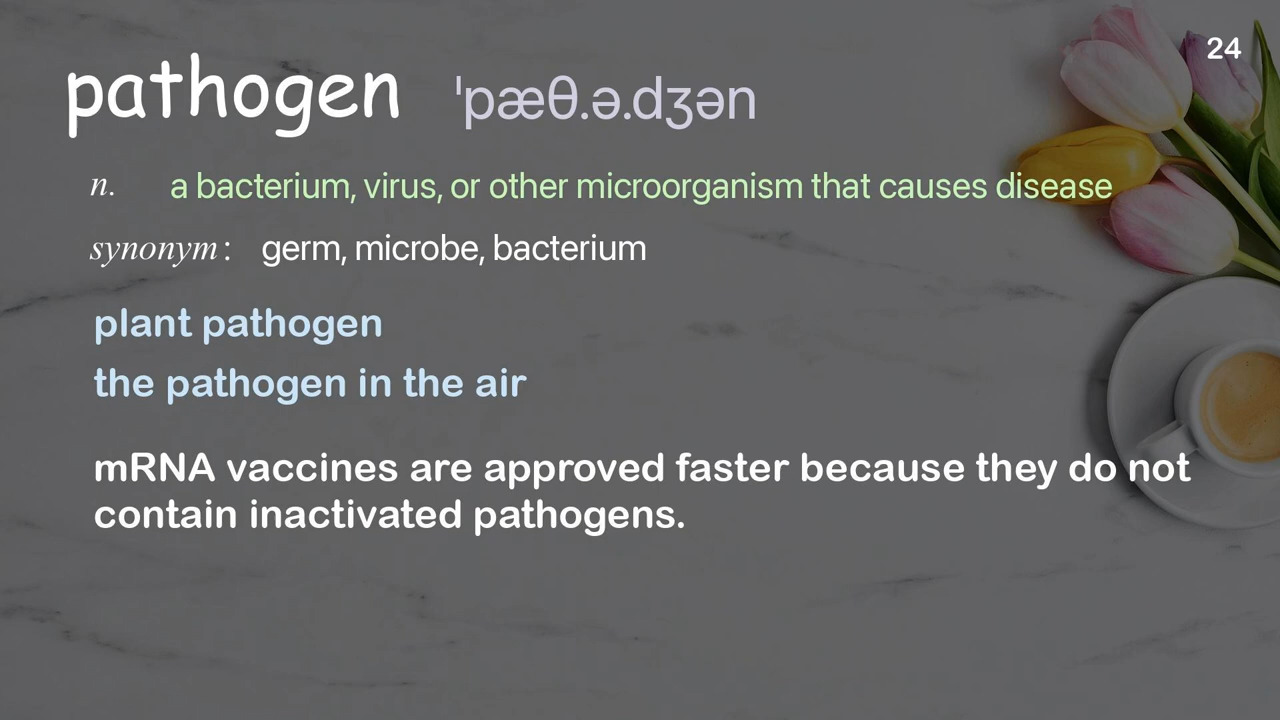 24
pathogen ˈpæθ.ə.dʒən
n. a bacterium, virus, or other microorganism that causes disease
synonym: germ, microbe, bacterium
plant pathogen
the pathogen in the air
mRNA vaccines are approved faster because they do not
contain inactivated pathogens.